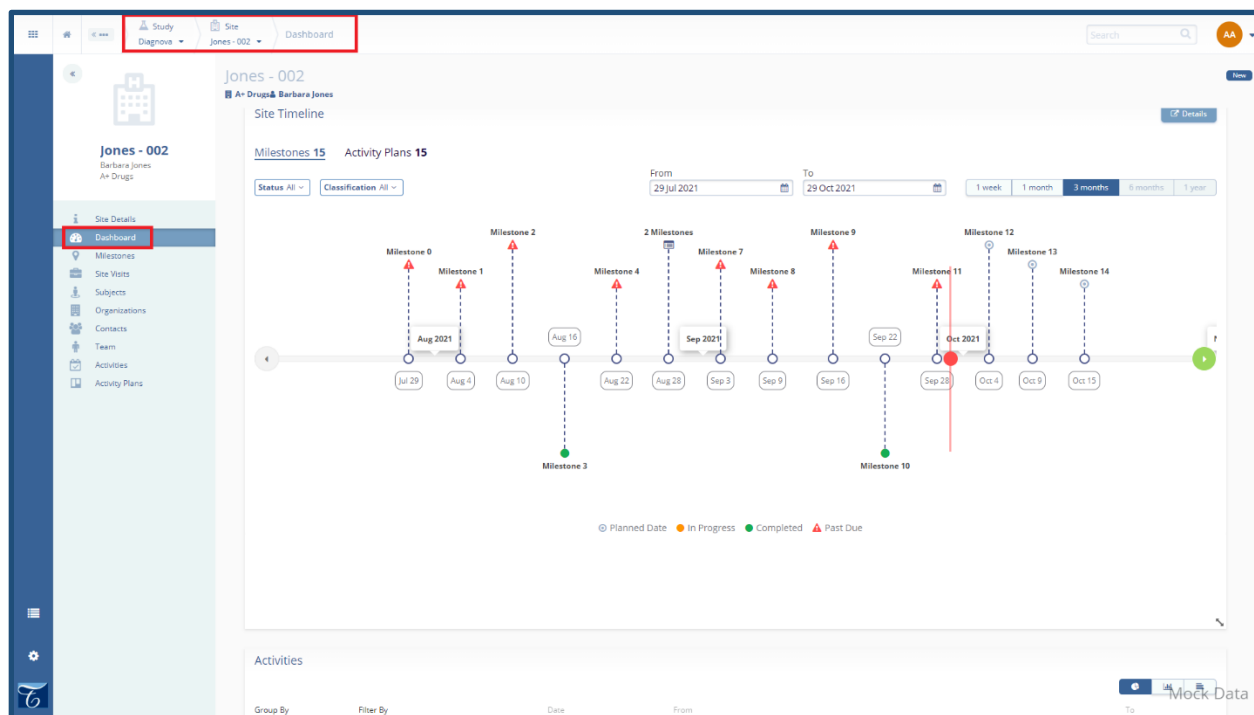 Study
Site
Diagnova
Jones - 002
Dashboard
Search
AA
Jones - 002
A+ Drugs Barbara Jones
New
Jones - 002
Barbara Jones
A+ Drugs
Site Details
Dashboard
Milestones
Site Visits
Subjects
Organizations
Contacts
Team
Activities
Activity Plans
Site Timeline
Details
Milestones 15 Activity Plans 15
From To
Status All Classification All 29 Jul 2021 29 Oct 2021 1 week 1 month 3 months 6 months 1 year
Milestone 2 2 Milestones Milestone 9 Milestone 12
Milestone 0 Milestone 7 Milestone 13
Milestone 1 Milestone 4 Milestone 8 Milestone 11 Milestone 14
Aug 2021 Aug 16 Sep 2021 Sep 22 Oct 2021
Jul 29 Aug 4 Aug 10 Aug 22 Aug 28 Sep 3 Sep 9 Sep 16 Sep 28 Oct 4 Oct 9 Oct 15
Milestone 3 Milestone 10
Planned Date In Progress Completed Past Due
Activities
Mock Data
Group By Filter By Date From To